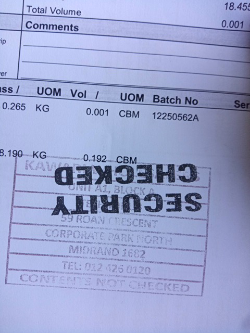 18.455
Total Volume
0.001
Comments
ss / UOM Vol / UOM Batch No Ser
0.265 KG 0.001 CBM 12250562A
8.190 KG 0.192 CBM
SECURITY
CHECKED
UNIT A1, BLOCK A
59 ROAN CRESCENT
CORPORATE PARK NORTH
MIDRAND 1682
TEL: 012 426 0120
CONTENTS NOT CHECKED